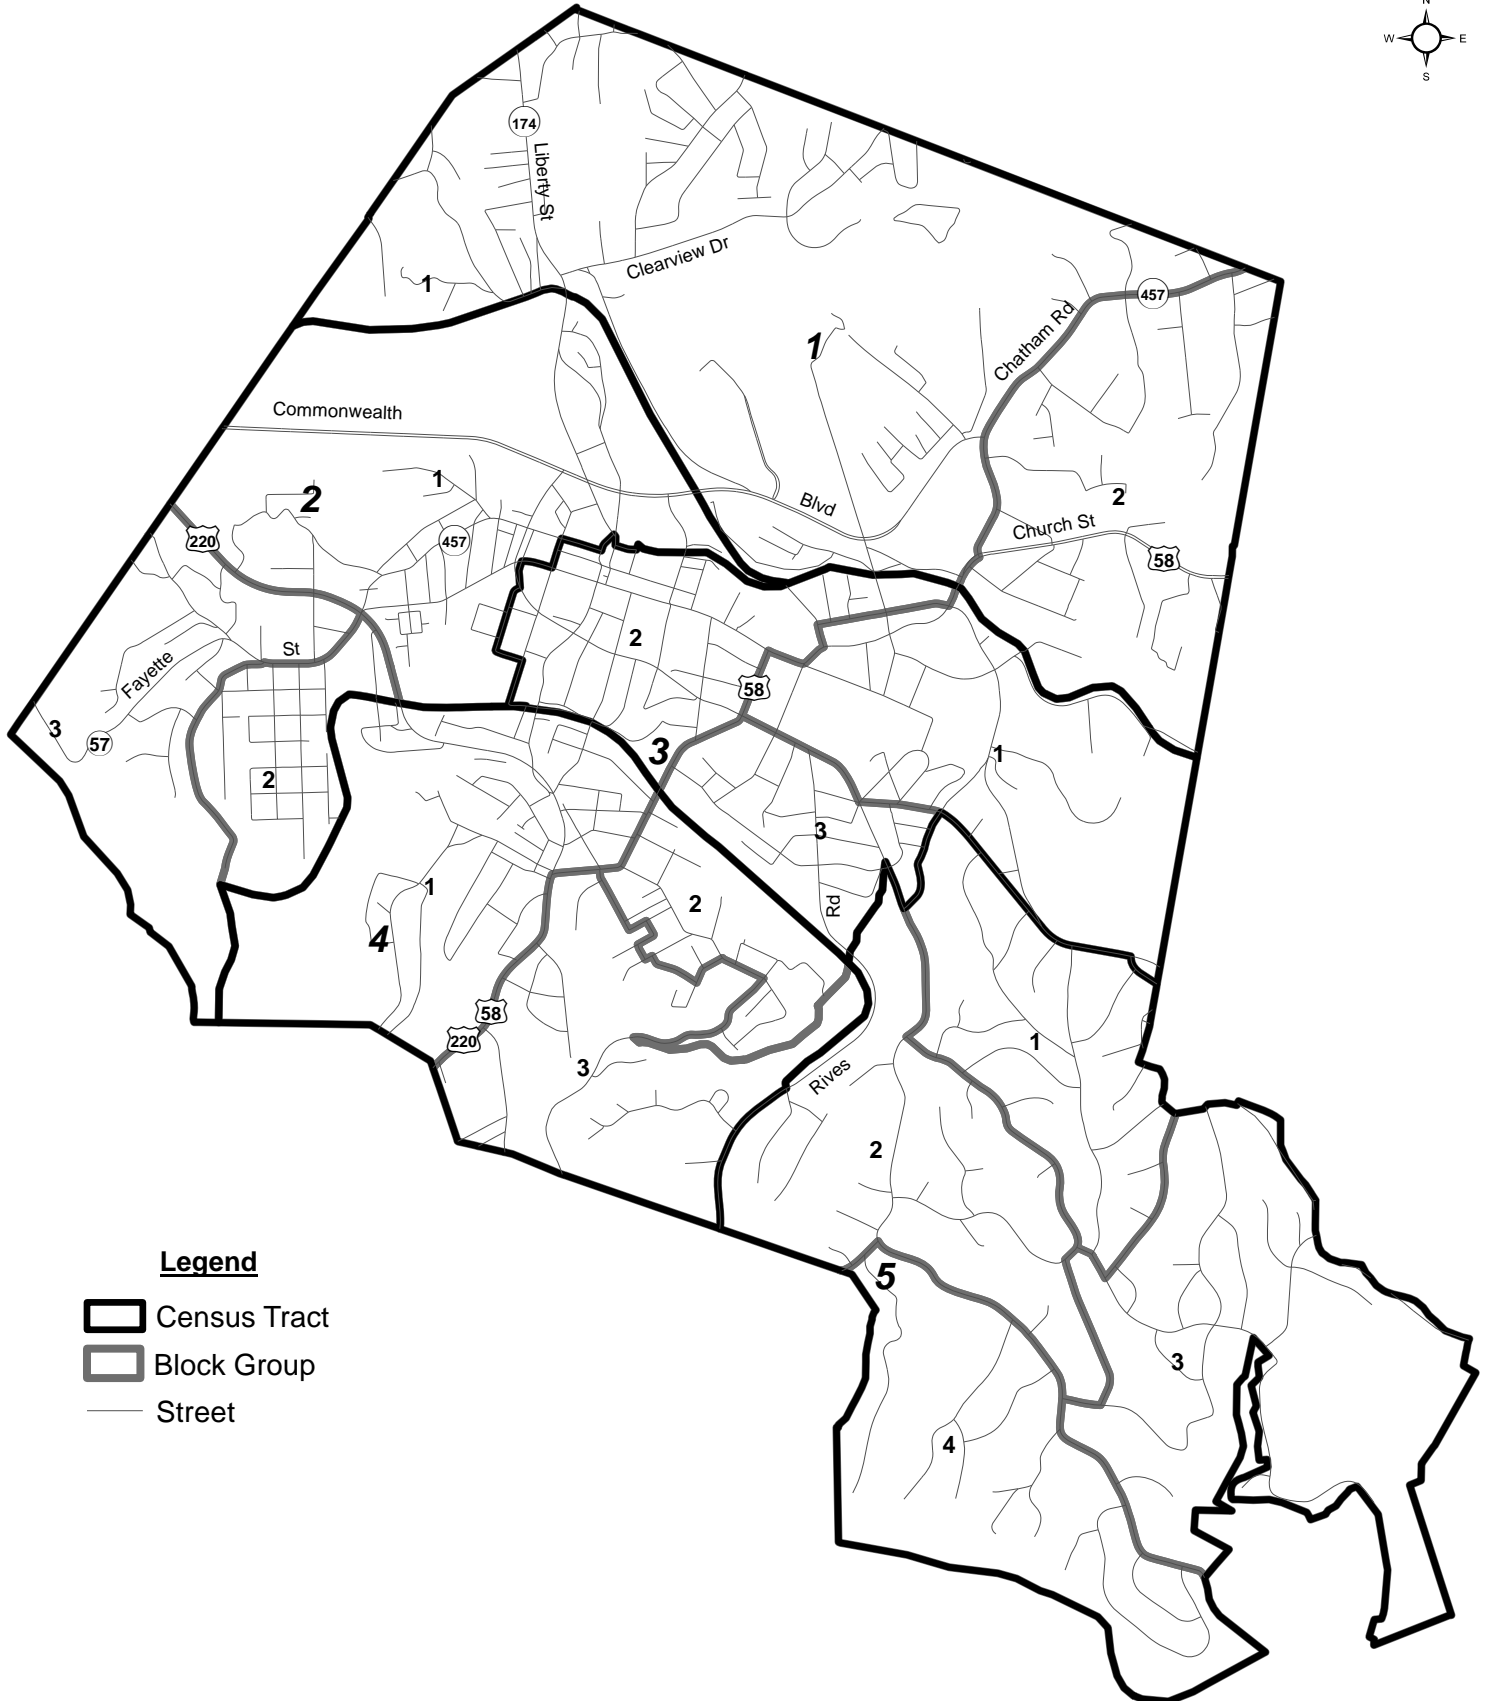 N
W E
S
174
Liberty St
Clearview Dr
1
457
Chatham Rd
1
Commonwealth
1
2
2
Blvd
Church St
220
457
58
2
St
Fayette
58
3
57
3
1
2
3
1
2
Rd
4
58
220
1
3
Rives
2
5
3
4
Legend
Census Tract
Block Group
Street